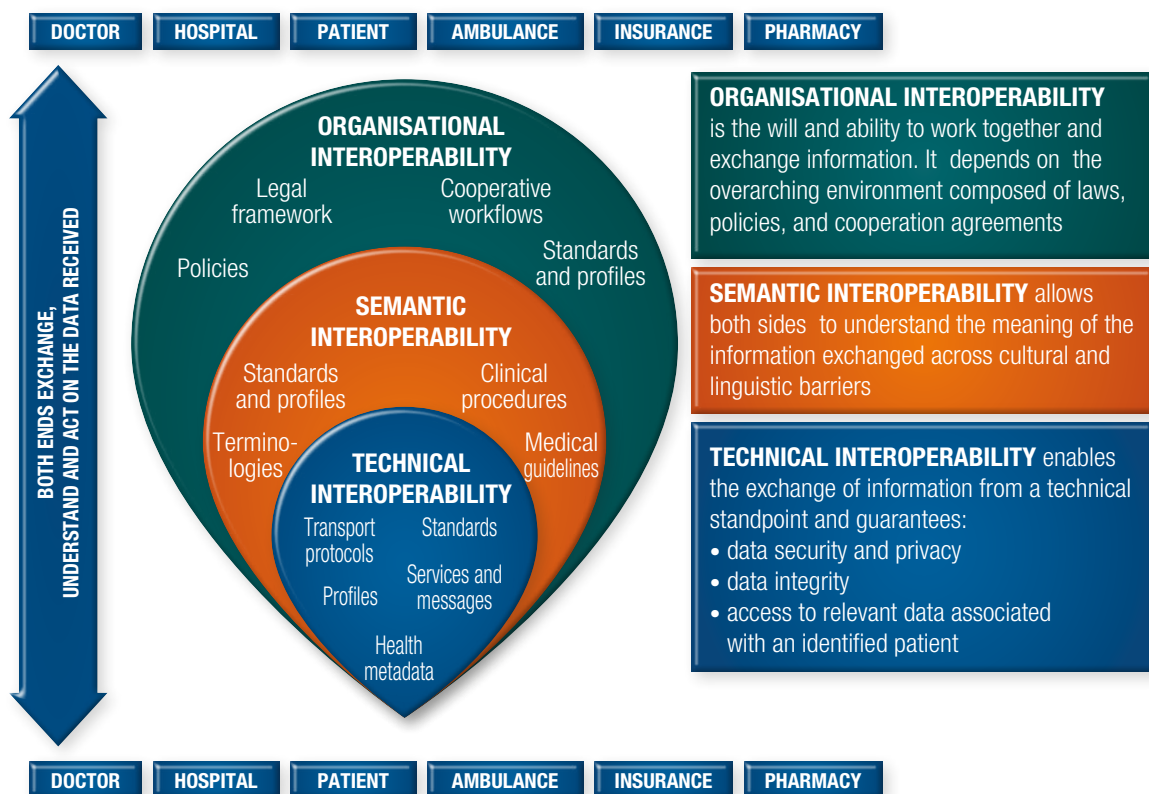 DOCTOR HOSPITAL PATIENT AMBULANCE INSURANCE PHARMACY
BOTH ENDS EXCHANGE,
UNDERSTAND AND ACT ON THE DATA RECEIVED
ORGANISATIONAL
INTEROPERABILITY
Legal
framework
Cooperative
workflows
Policies
Standards
and profiles
SEMANTIC
INTEROPERABILITY
Standards
and profiles
Clinical
procedures
Termino-
logies
Medical
guidelines
TECHNICAL
INTEROPERABILITY
Transport
protocols
Standards
Profiles
Services and
messages
Health
metadata
ORGANISATIONAL INTEROPERABILITY
is the will and ability to work together and
exchange information. It depends on the
overarching environment composed of laws,
policies, and cooperation agreements
SEMANTIC INTEROPERABILITY allows
both sides to understand the meaning of the
information exchanged across cultural and
linguistic barriers
TECHNICAL INTEROPERABILITY enables
the exchange of information from a technical
standpoint and guarantees:
• data security and privacy
• data integrity
• access to relevant data associated
with an identified patient
DOCTOR HOSPITAL PATIENT AMBULANCE INSURANCE PHARMACY